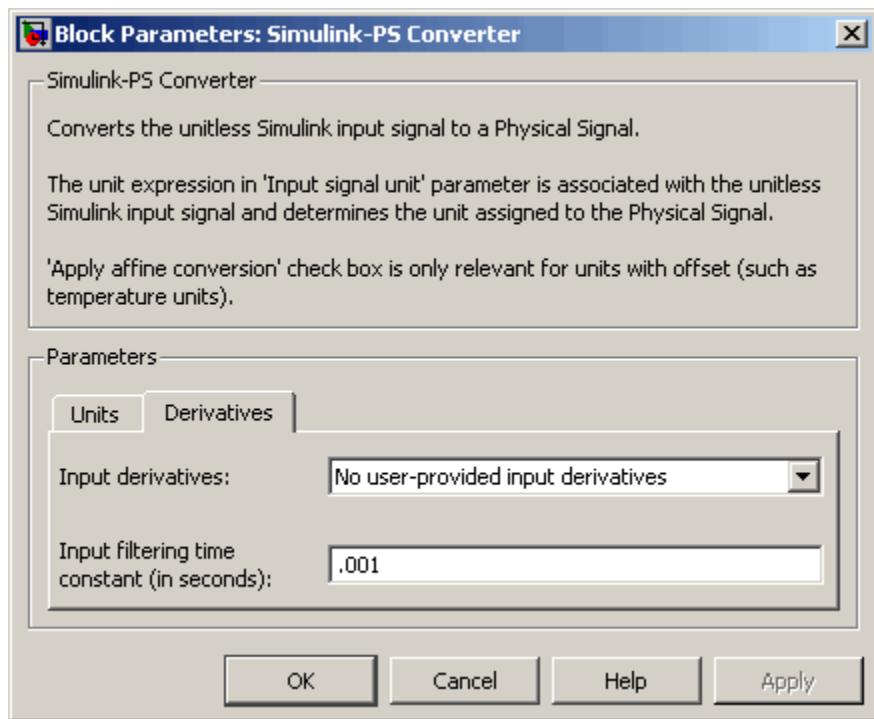 Block Parameters: Simulink-PS Converter
Simulink-PS Converter
Converts the unitless Simulink input signal to a Physical Signal.
The unit expression in 'Input signal unit' parameter is associated with the unitless
Simulink input signal and determines the unit assigned to the Physical Signal.
'Apply affine conversion' check box is only relevant for units with offset (such as
temperature units).
Parameters
Units
Derivatives
Input derivatives:
No user-provided input derivatives
Input filtering time
constant (in seconds):
.001
OK
Cancel
Help
Apply